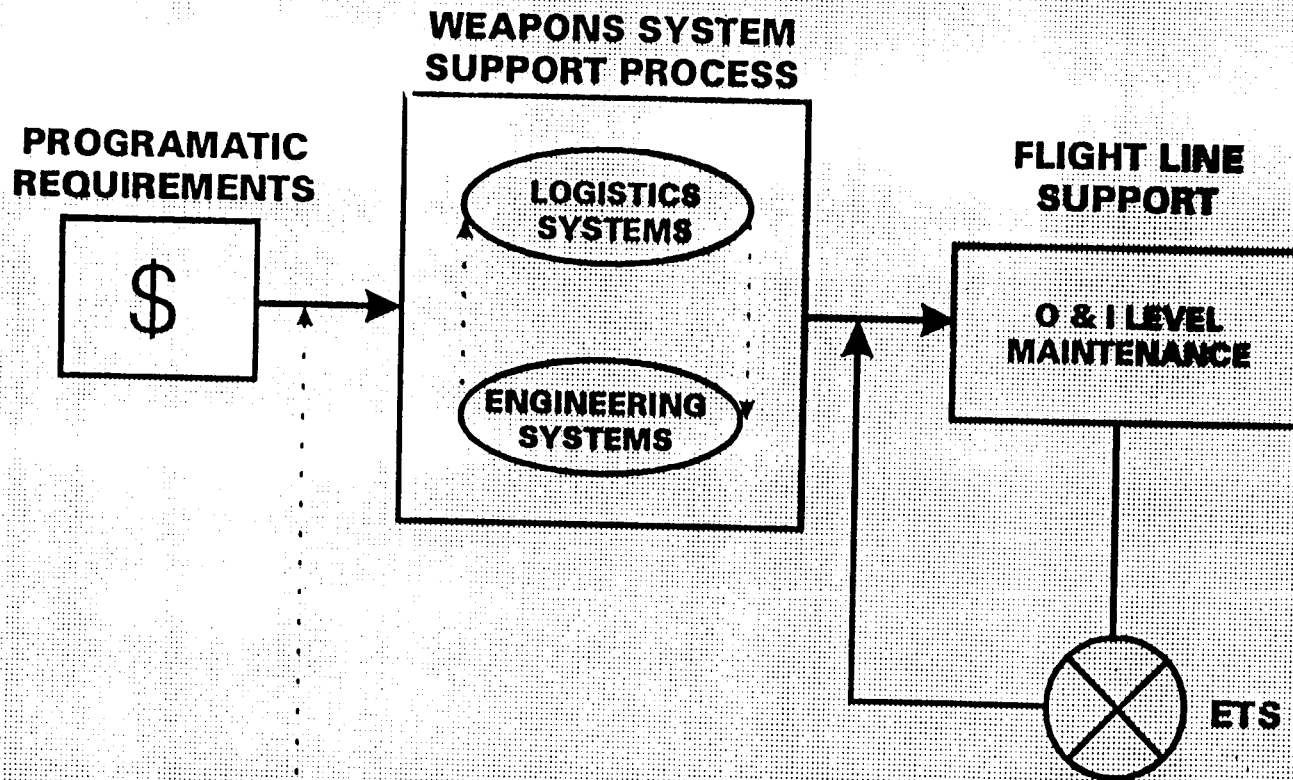 WEAPONS SYSTEM
SUPPORT PROCESS
PROGRAMATIC
REQUIREMENTS
$
LOGISTICS
SYSTEMS
ENGINEERING
SYSTEMS
FLIGHT LINE
SUPPORT
O & I LEVEL
MAINTENANCE
ETS